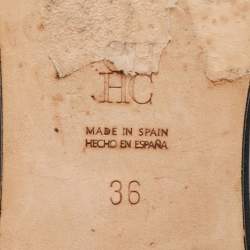 HC
MADE IN SPAIN
HECHO EN ESPAÑA
36